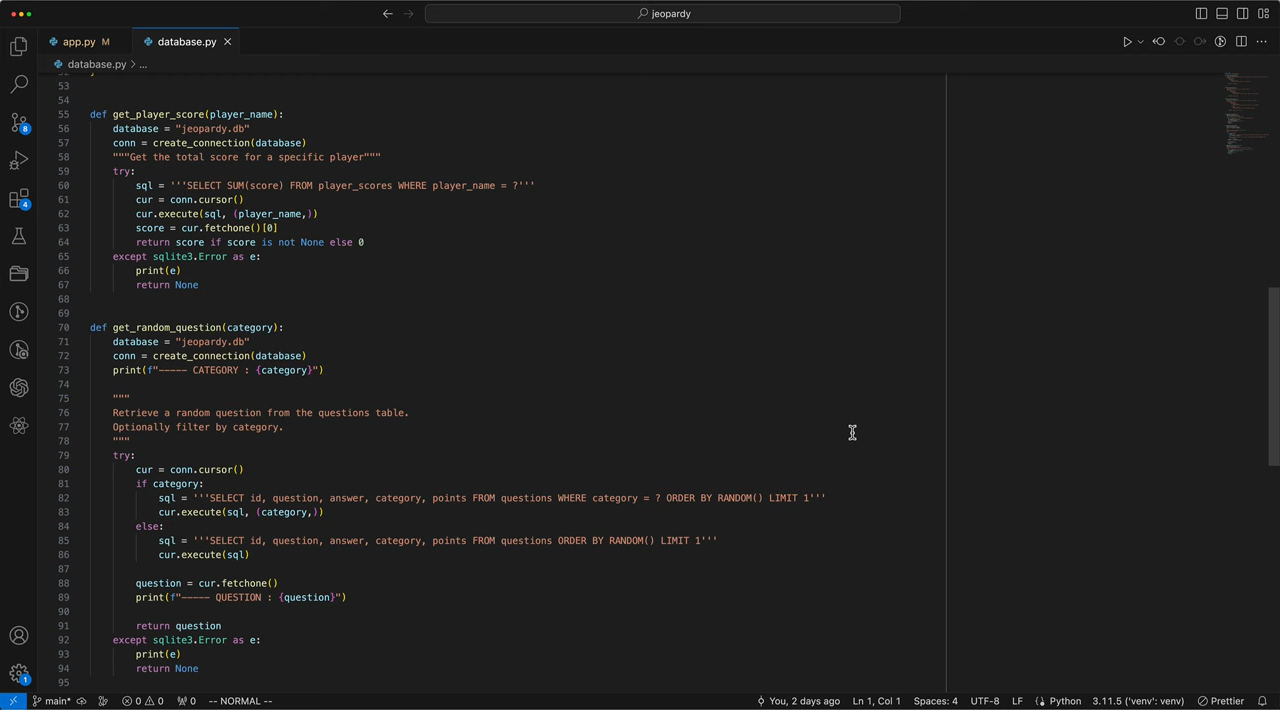 jeopardy
app.py M
database.py
database.py > ...
53
54
55 def get_player_score(player_name):
56 database = "jeopardy.db"
57 conn = create_connection(database)
58 """Get the total score for a specific player"""
59 try:
60 sql = '''SELECT SUM(score) FROM player_scores WHERE player_name = ?'''
61 cur = conn.cursor()
62 cur.execute(sql, (player_name,))
63 score = cur.fetchone()[0]
64 return score if score is not None else 0
65 except sqlite3.Error as e:
66 print(e)
67 return None
68
69
70 def get_random_question(category):
71 database = "jeopardy.db"
72 conn = create_connection(database)
73 print(f"----- CATEGORY : {category}")
74
75 """
76 Retrieve a random question from the questions table.
77 Optionally filter by category.
78 """
79 try:
80 cur = conn.cursor()
81 if category:
82 sql = '''SELECT id, question, answer, category, points FROM questions WHERE category = ? ORDER BY RANDOM() LIMIT 1'''
83 cur.execute(sql, (category,))
84 else:
85 sql = '''SELECT id, question, answer, category, points FROM questions ORDER BY RANDOM() LIMIT 1'''
86 cur.execute(sql)
87
88 question = cur.fetchone()
89 print(f"----- QUESTION : {question}")
90
91 return question
92 except sqlite3.Error as e:
93 print(e)
94 return None
95
8
4
1
main* 0 0 0 -- NORMAL -- You, 2 days ago Ln 1, Col 1 Spaces: 4 UTF-8 LF Python 3.11.5 ('venv': venv) Prettier